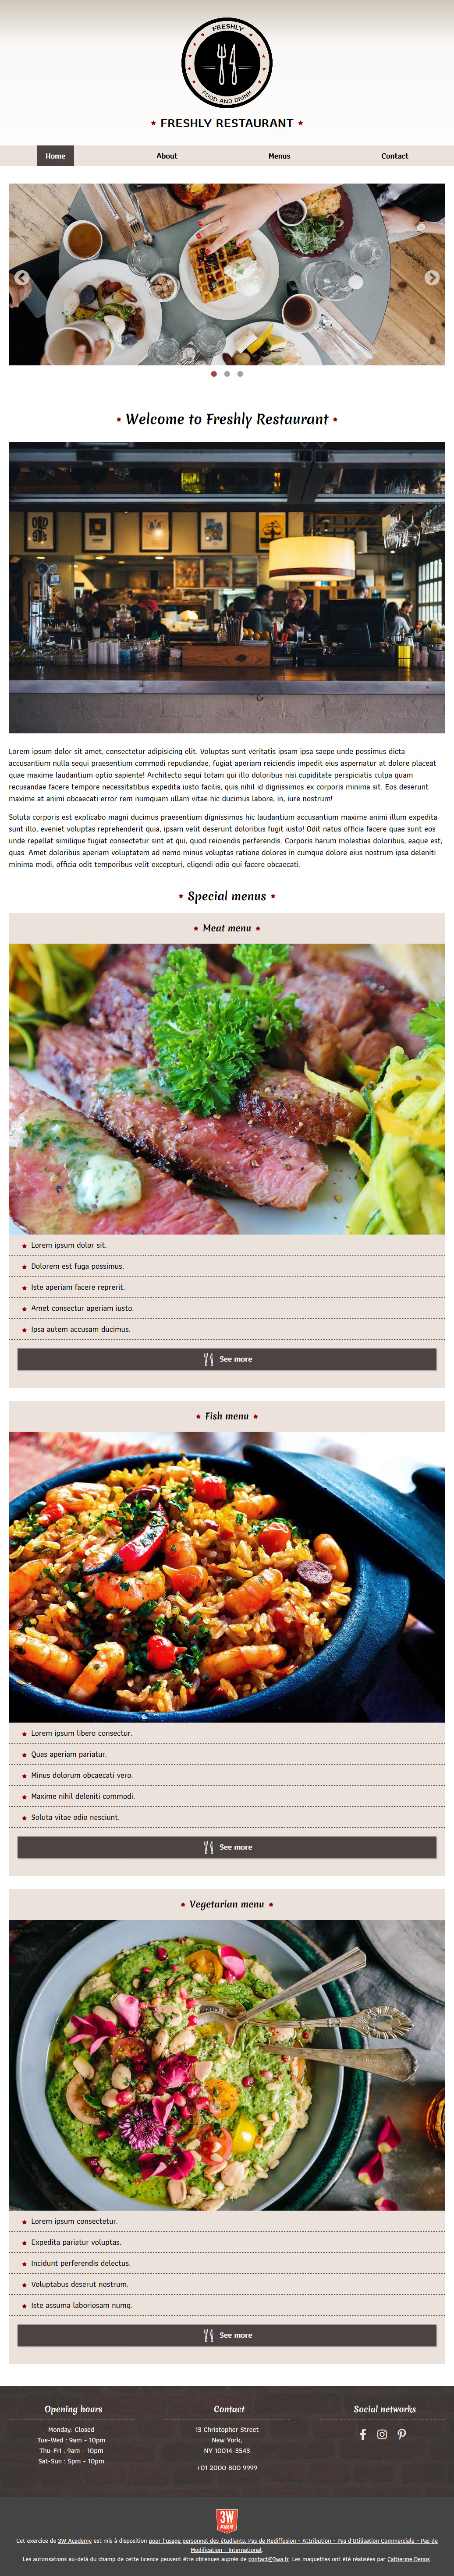 FRESHLY
FOOD AND DRINK
FRESHLY RESTAURANT
Home
About
Menus
Contact
Welcome to Freshly Restaurant
OLD
98's
Lorem ipsum dolor sit amet, consectetur adipisicing elit. Voluptas sunt veritatis ipsam ipsa saepe unde possimus dicta
accusantium nulla sequi praesentium commodi repudiandae, fugiat aperiam reiciendis impedit eius aspernatur at dolore placeat
quae maxime laudantium optio sapiente! Architecto sequi totam qui illo doloribus nisi cupiditate perspiciatis culpa quam
recusandae facere tempore necessitatibus expedita iusto facilis, quis nihil id dignissimos ex corporis minima sit. Eos deserunt
maxime at animi obcaecati error rem numquam ullam vitae hic ducimus labore, in, iure nostrum!
Soluta corporis est explicabo magni ducimus praesentium dignissimos hic laudantium accusantium maxime animi illum expedita
sunt illo, eveniet voluptas reprehenderit quia, ipsam velit deserunt doloribus fugit iusto! Odit natus officia facere quae sunt eos
unde repellat similique fugiat consectetur sint et qui, quod reiciendis perferendis. Corporis harum molestias doloribus, eaque est,
quas. Amet doloribus aperiam voluptatem ad nemo minus voluptas ratione dolores in cumque dolore eius nostrum ipsa deleniti
minima modi, officia odit temporibus velit excepturi, eligendi odio qui facere obcaecati.
Special menus
Meat menu
Lorem ipsum dolor sit.
Dolorem est fuga possimus.
Iste aperiam facere reprerit.
Amet consectur aperiam iusto.
Ipsa autem accusam ducimus.
See more
Fish menu
Lorem ipsum libero consectur.
Quas aperiam pariatur.
Minus dolorum obcaecati vero.
Maxime nihil deleniti commodi.
Soluta vitae odio nesciunt.
See more
Vegetarian menu
Lorem ipsum consectetur.
Expedita pariatur voluptas.
Incidunt perferendis delectus.
Voluptabus deserut nostrum.
Iste assuma laboriosam numq.
See more
Opening hours
Monday: Closed
Tue-Wed : 9am - 10pm
Thu-Fri : 9am - 10pm
Sat-Sun : 5pm - 10pm
Contact
13 Christopher Street
New York,
NY 10014-3543
+01 2000 800 9999
Social networks
3W
ACADEMY
Cet exercice de 3W Academy est mis à disposition pour l'usage personnel des étudiants. Pas de Rediffusion - Attribution - Pas d'Utilisation Commerciale - Pas de
Modification - International.
Les autorisations au-delà du champ de cette licence peuvent être obtenues auprès de contact@3wa.fr. Les maquettes ont été réalisées par Catherine Denos.